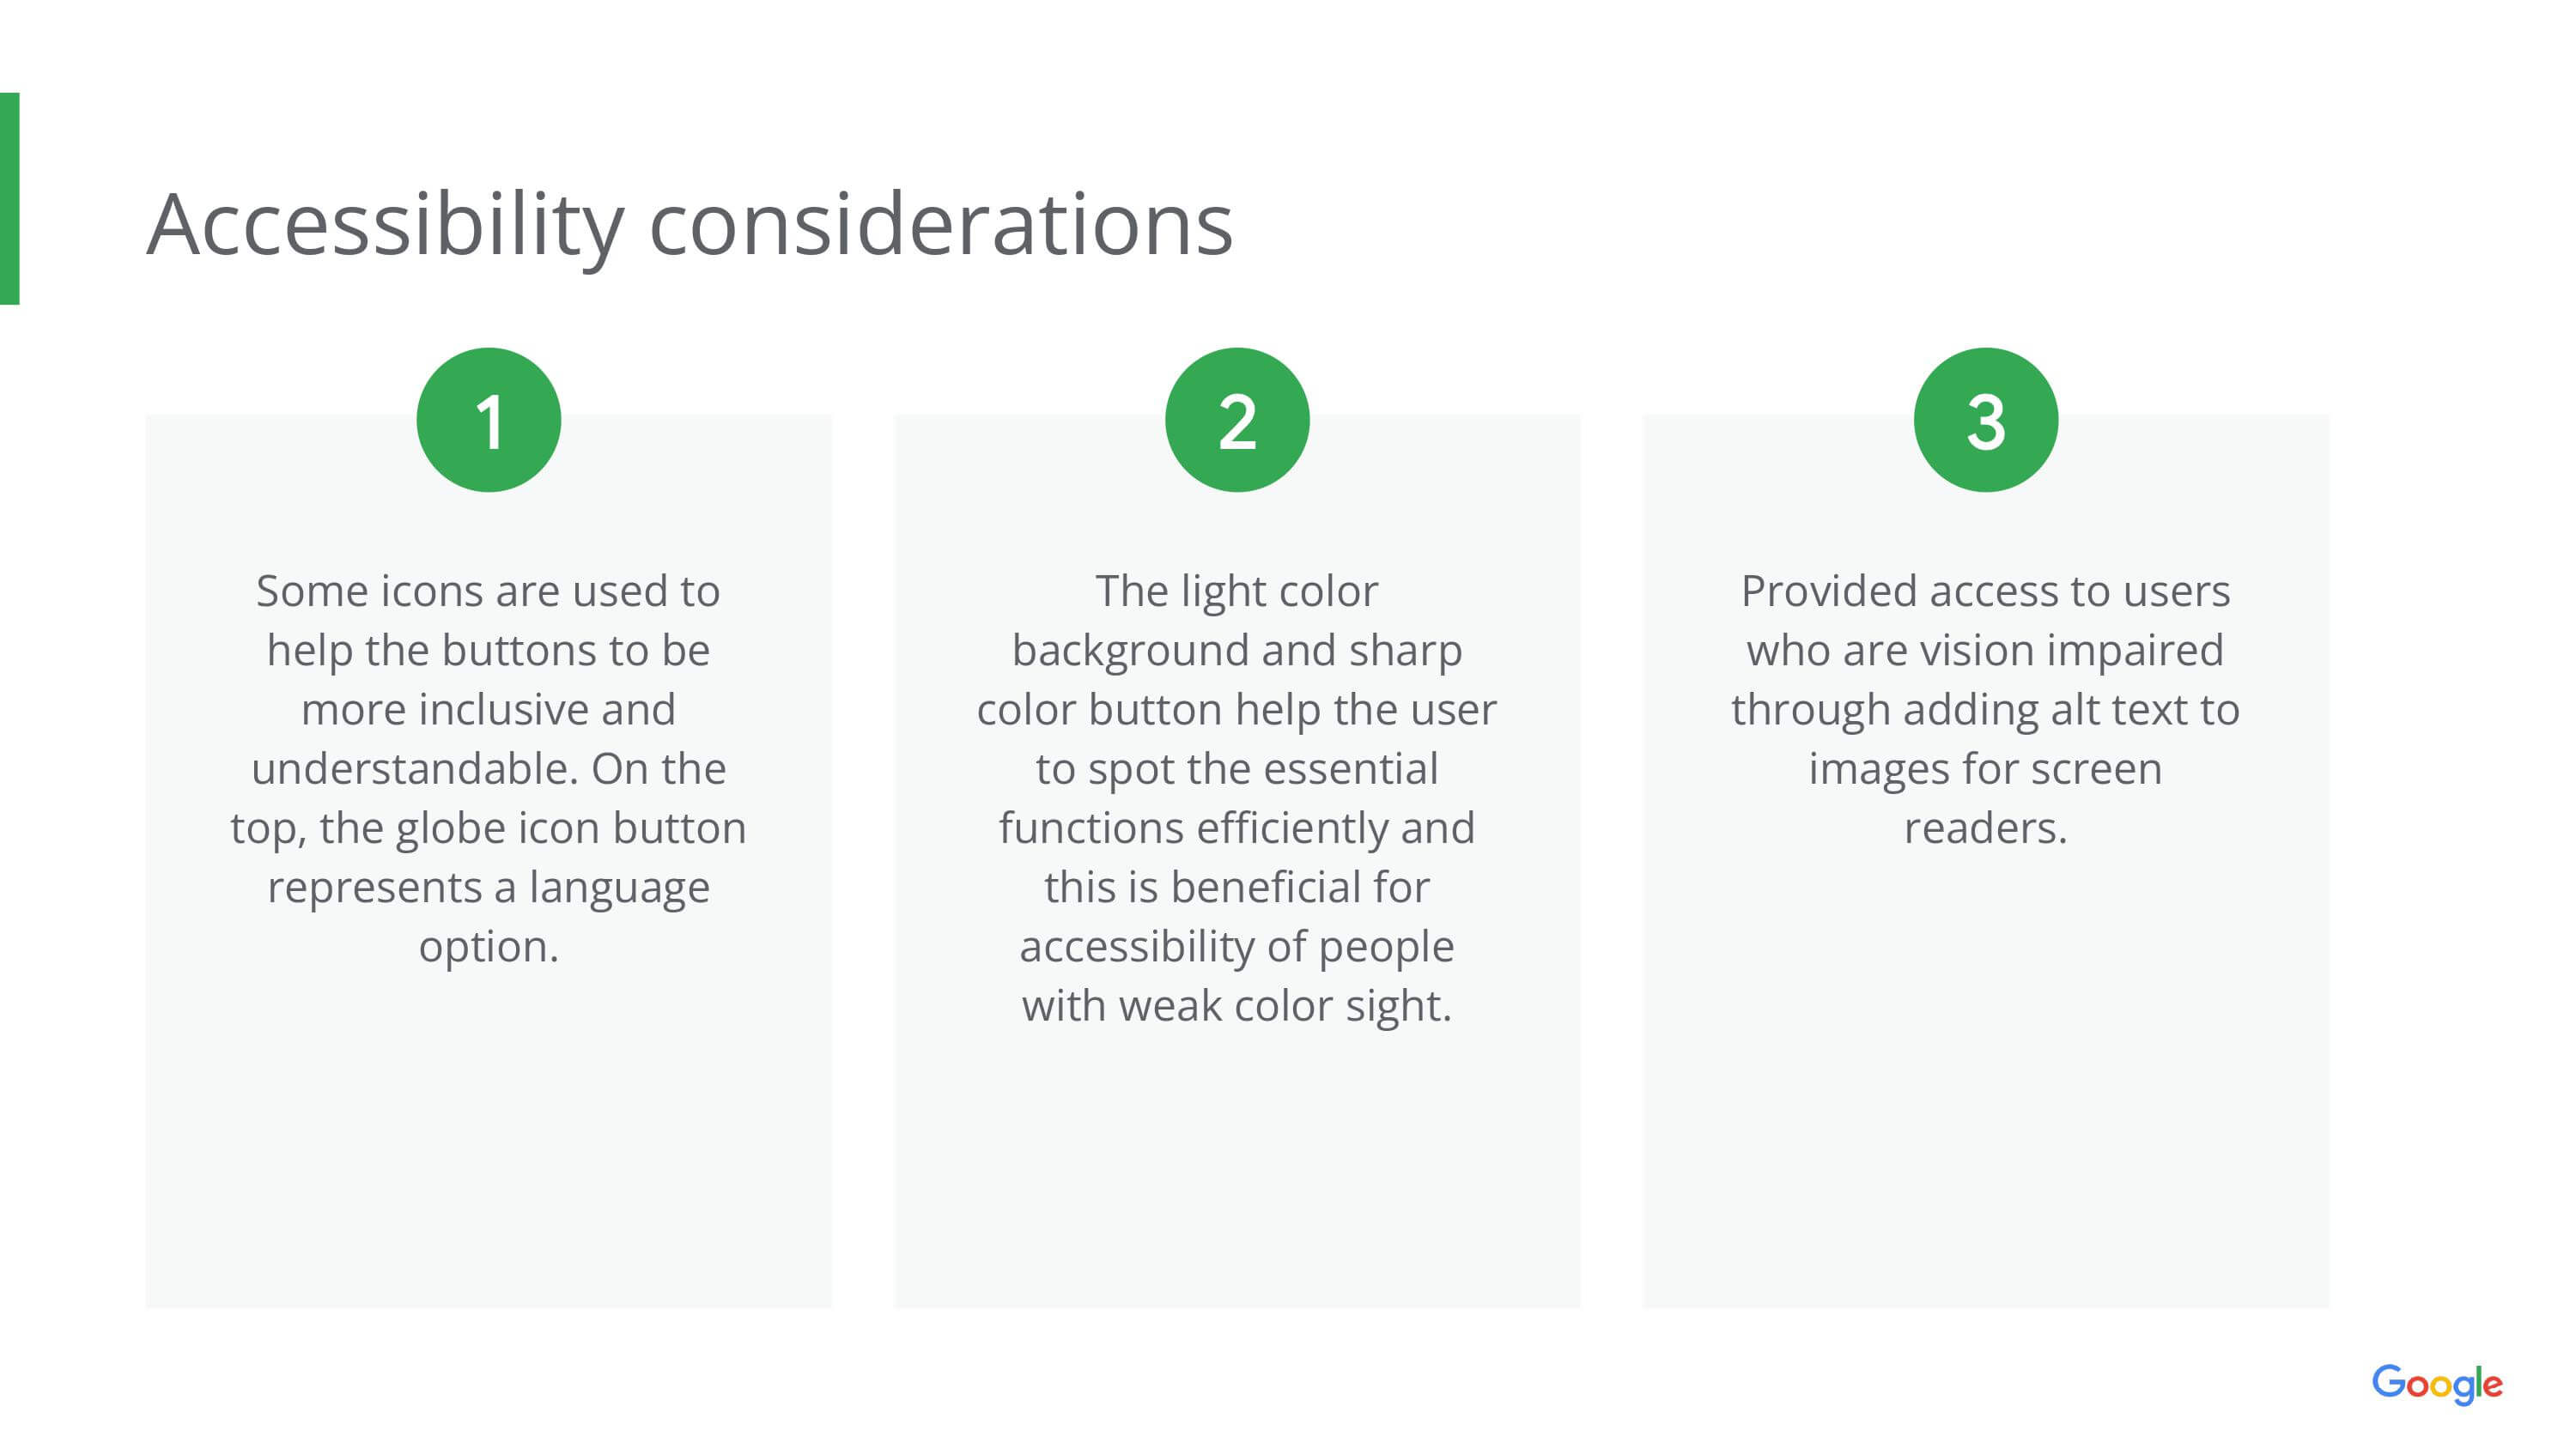 Accessibility considerations
1
Some icons are used to
help the buttons to be
more inclusive and
understandable. On the
top, the globe icon button
represents a language
option.
2
The light color
background and sharp
color button help the user
to spot the essential
functions efficiently and
this is beneficial for
accessibility of people
with weak color sight.
3
Provided access to users
who are vision impaired
through adding alt text to
images for screen
readers.
Google